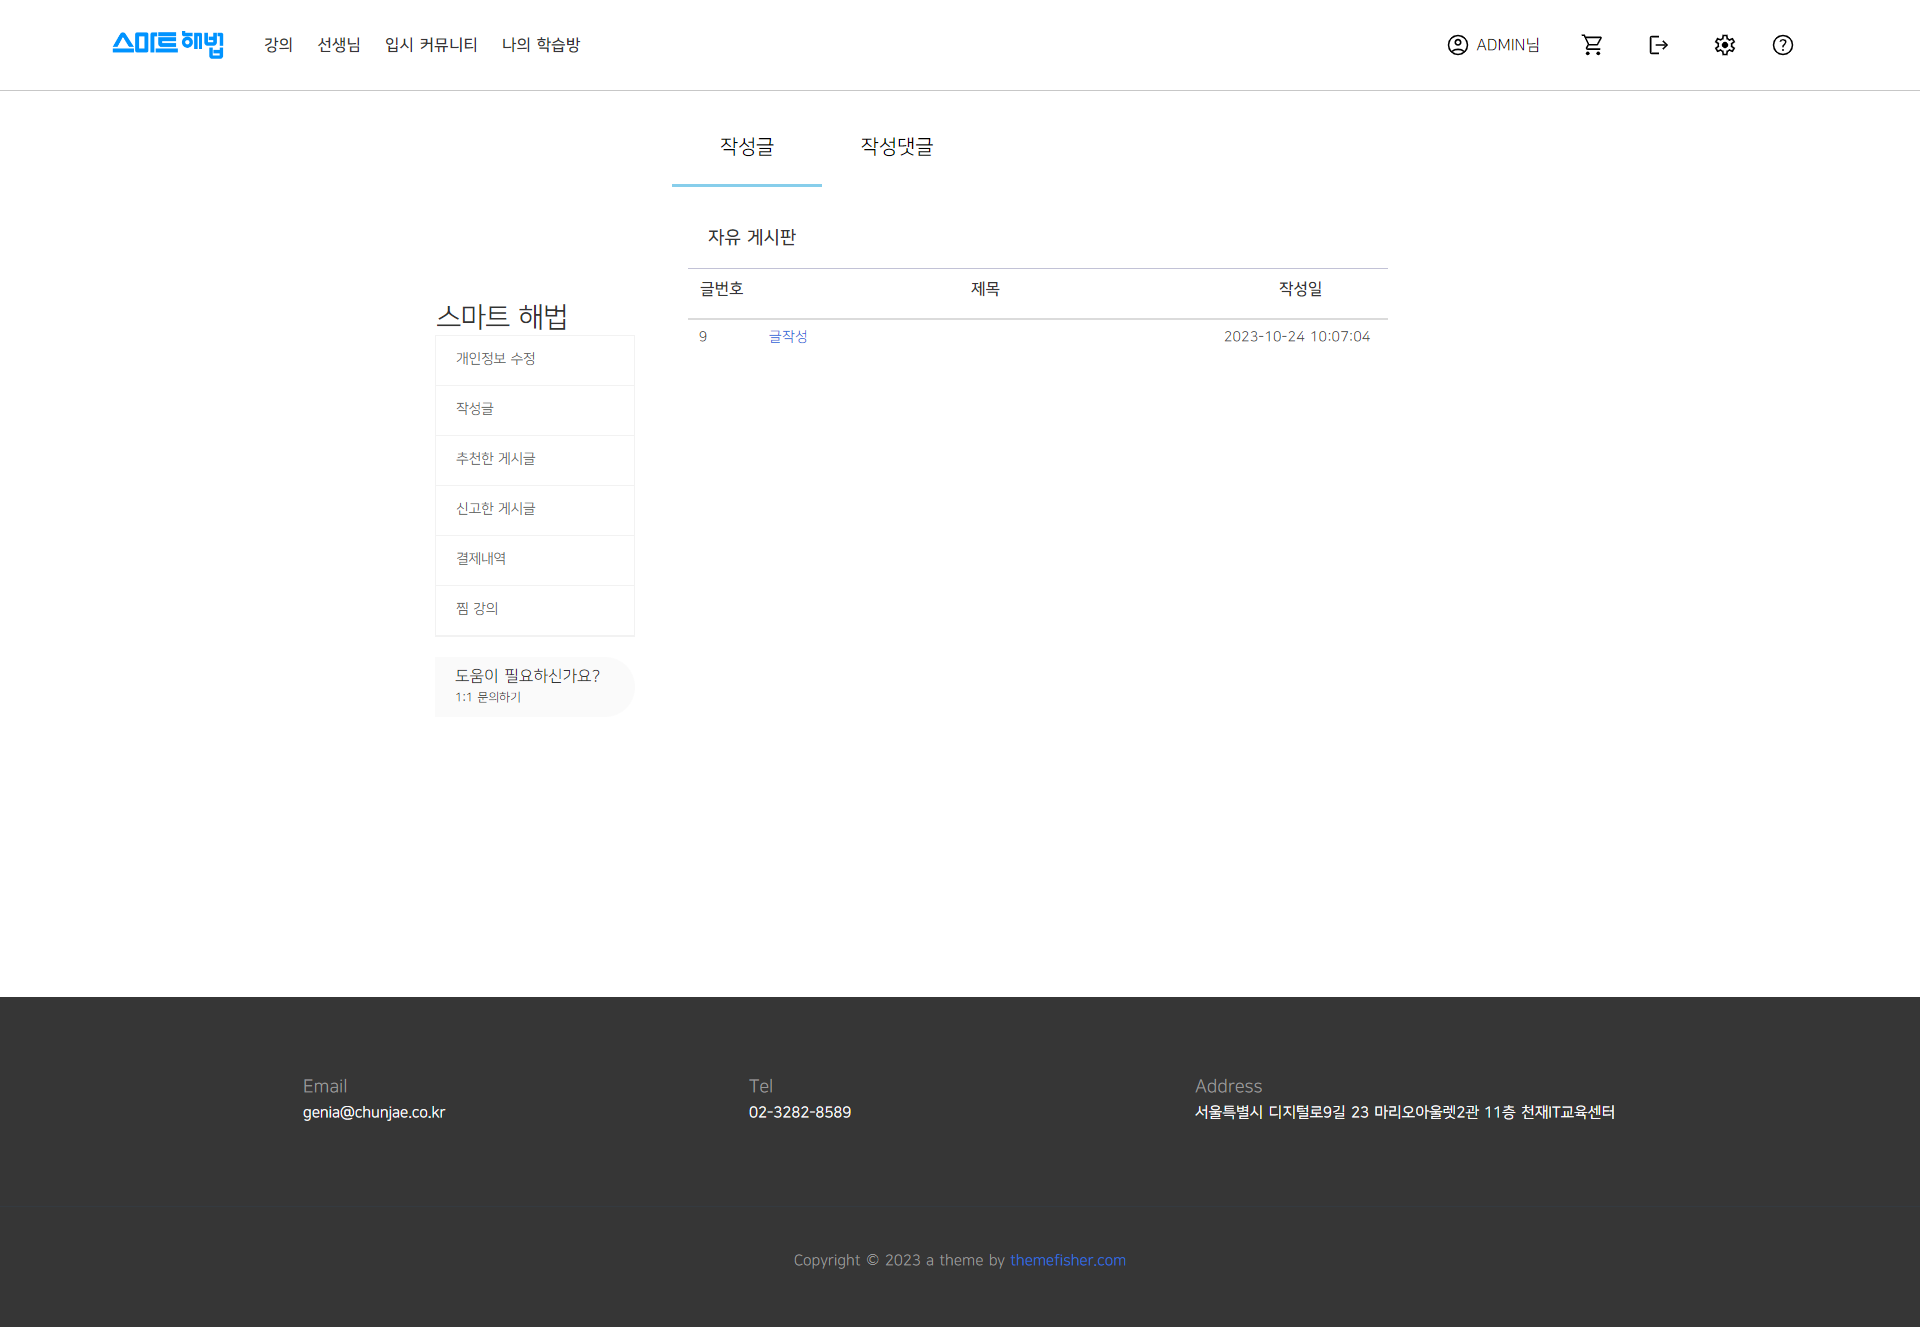 스마트 해법 강의 선생님 입시 커뮤니티 나의 학습방 ADMIN님
작성글 작성댓글
자유 게시판
글번호 제목 작성일
9 글작성 2023-10-24 10:07:04
스마트 해법
개인정보 수정
작성글
추천한 게시글
신고한 게시글
결제내역
찜 강의
도움이 필요하신가요?
1:1 문의하기
Email Tel Address
genia@chunjae.co.kr 02-3282-8589 서울특별시 디지털로9길 23 마리오아울렛2관 11층 천재IT교육센터
Copyright © 2023 a theme by themefisher.com